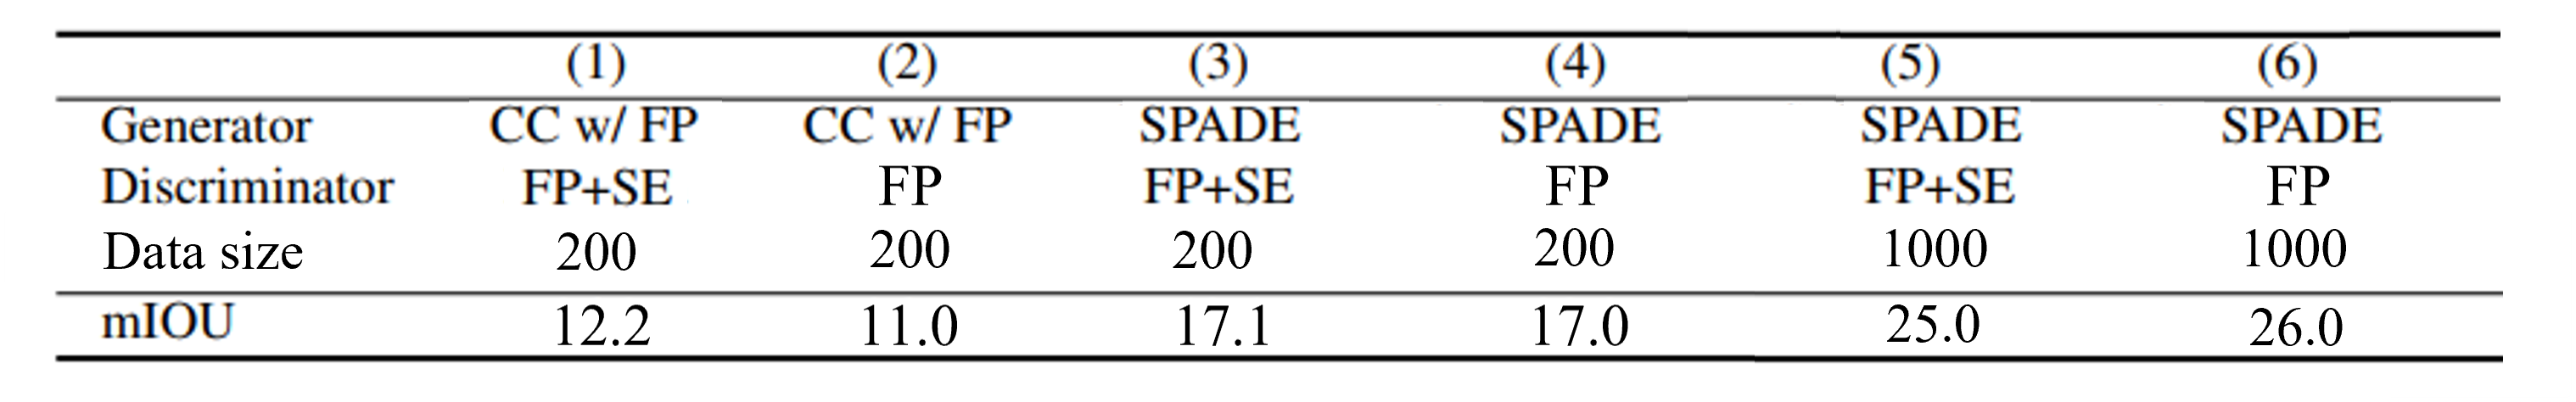 (1) (2) (3) (4) (5) (6)
Generator CC w/ FP CC w/ FP SPADE SPADE SPADE SPADE
Discriminator FP+SE FP FP+SE FP FP+SE FP
Data size 200 200 200 200 1000 1000
mIOU 12.2 11.0 17.1 17.0 25.0 26.0